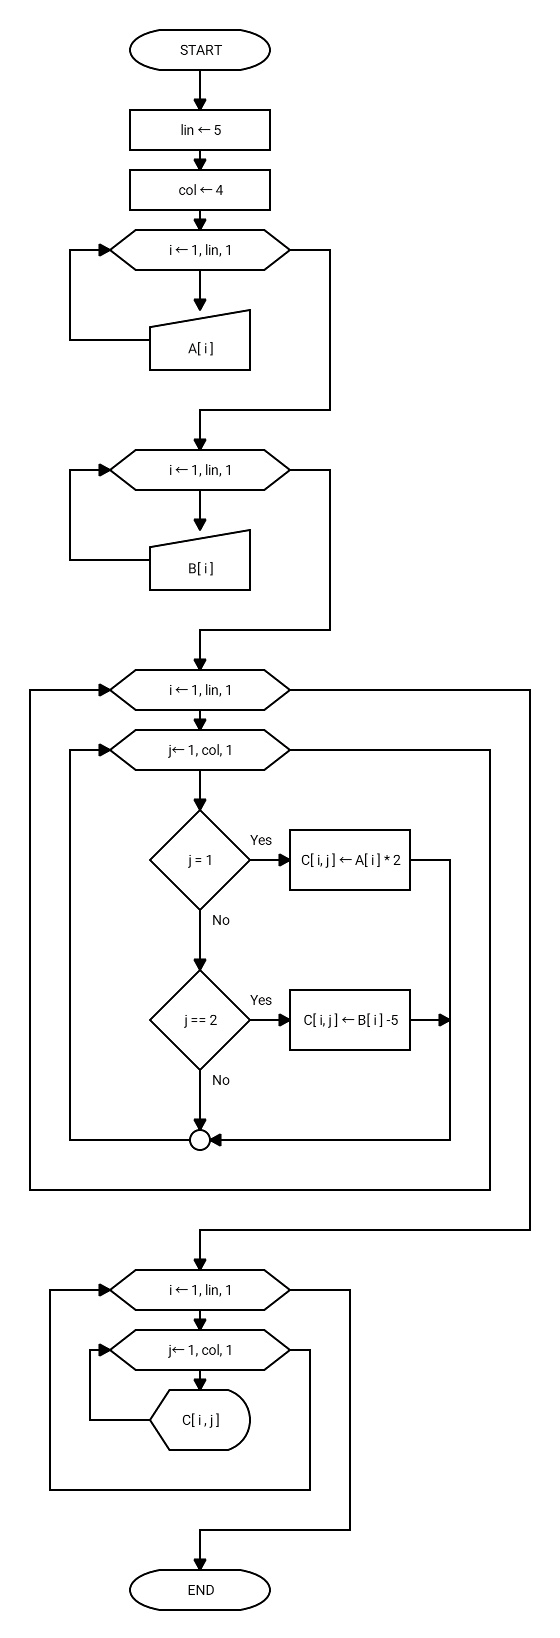 START
lin ← 5
col ← 4
i ← 1, lin, 1
A[ i ]
i ← 1, lin, 1
B[ i ]
i ← 1, lin, 1
j← 1, col, 1
j = 1
Yes
C[ i, j ] ← A[ i ] * 2
No
j == 2
Yes
C[ i, j ] ← B[ i ] -5
No
i ← 1, lin, 1
j← 1, col, 1
C[ i , j ]
END